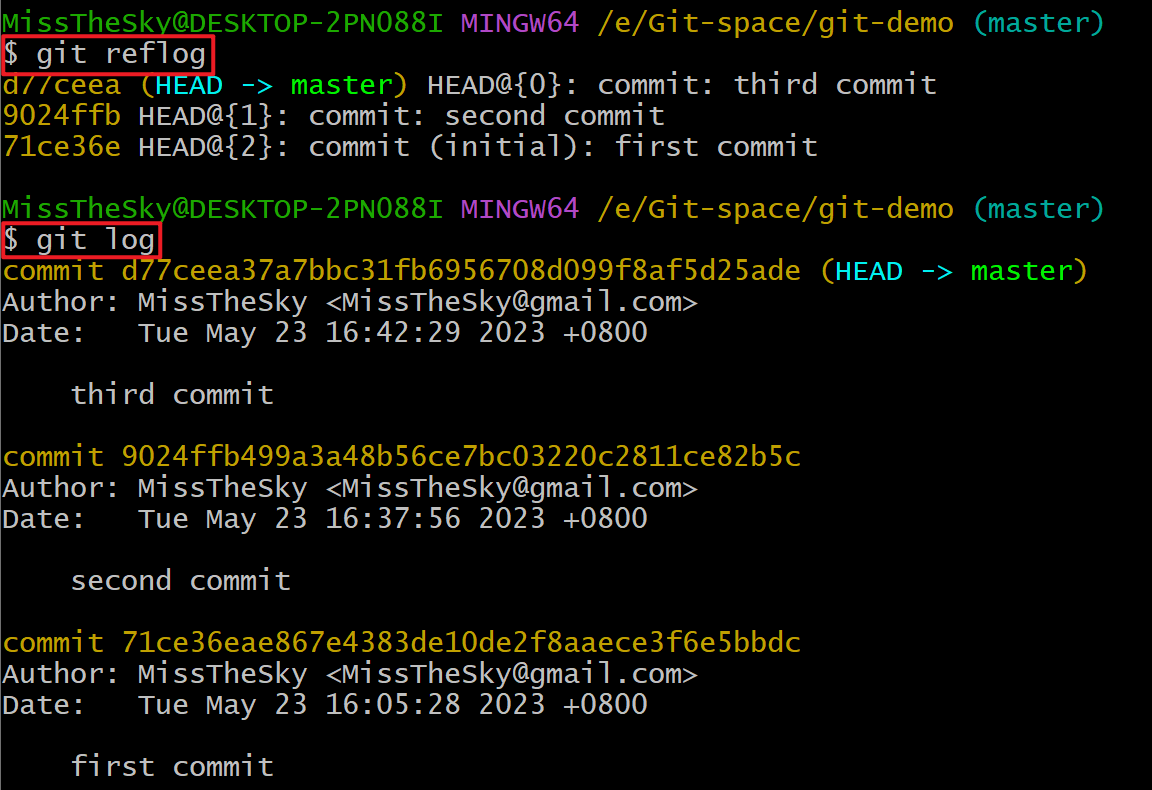 MissTheSky@DESKTOP-2PNO88I MINGW64 /e/Git-space/git-demo (master)
$ git reflog
d77ceea (HEAD -> master) HEAD@{0}: commit: third commit
9024ffb HEAD@{1}: commit: second commit
71ce36e HEAD@{2}: commit (initial): first commit
MissTheSky@DESKTOP-2PNO88I MINGW64 /e/Git-space/git-demo (master)
$ git log
commit d77ceea37a7bbc31fb6956708d099f8af5d25ade (HEAD -> master)
Author: MissTheSky <MissTheSky@gmail.com>
Date:   Tue May 23 16:42:29 2023 +0800
    third commit
commit 9024ffb499a3a48b56ce7bc03220c2811ce82b5c
Author: MissTheSky <MissTheSky@gmail.com>
Date:   Tue May 23 16:37:56 2023 +0800
    second commit
commit 71ce36eae867e4383de10de2f8aaece3f6e5bbdc
Author: MissTheSky <MissTheSky@gmail.com>
Date:   Tue May 23 16:05:28 2023 +0800
    first commit